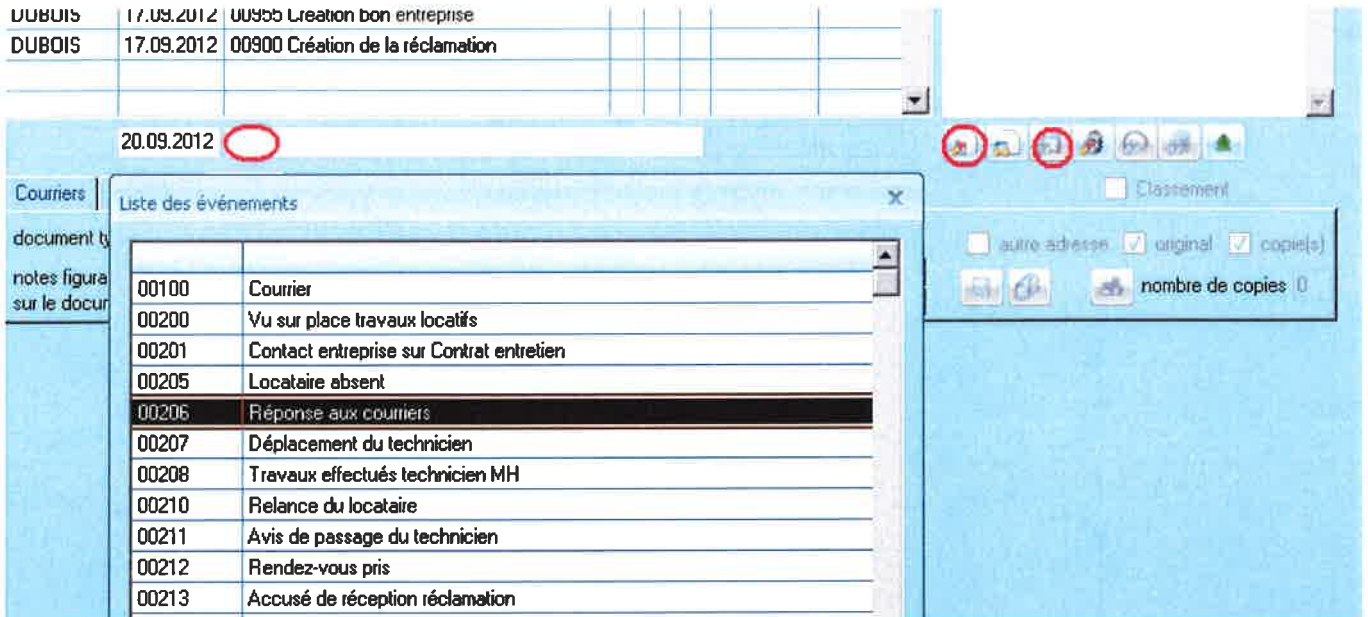 DUBOIS 17.09.2012 00955 Création bon entreprise
DUBOIS 17.09.2012 00900 Création de la réclamation
20.09.2012
Courriers
Classement
Liste des événements
document ty
autre adresse original copie(s)
notes figura
sur le docur
nombre de copies 0
00100 Courrier
00200 Vu sur place travaux locatifs
00201 Contact entreprise sur Contrat entretien
00205 Locataire absent
00206 Réponse aux courriers
00207 Déplacement du technicien
00208 Travaux effectués technicien MH
00210 Relance du locataire
00211 Avis de passage du technicien
00212 Rendez-vous pris
00213 Accusé de réception réclamation